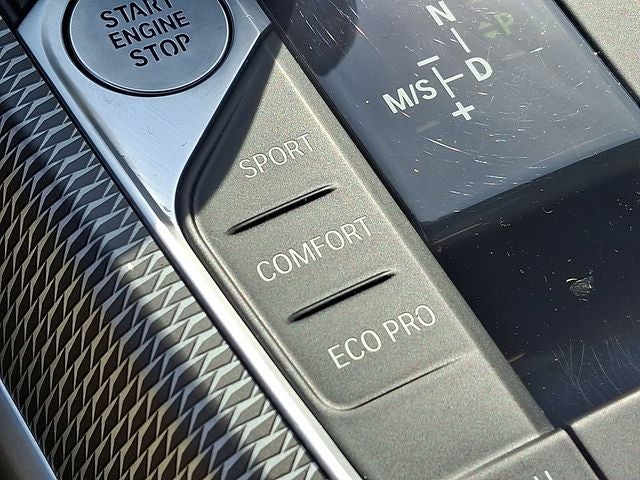 START
ENGINE
STOP
N
P
−
M/S
D
+
SPORT
COMFORT
ECO PRO